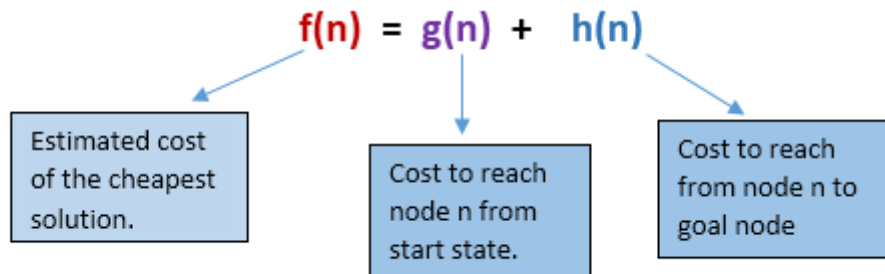 f(n) = g(n) + h(n)
Estimated cost
of the cheapest
solution.
Cost to reach
node n from
start state.
Cost to reach
from node n to
goal node